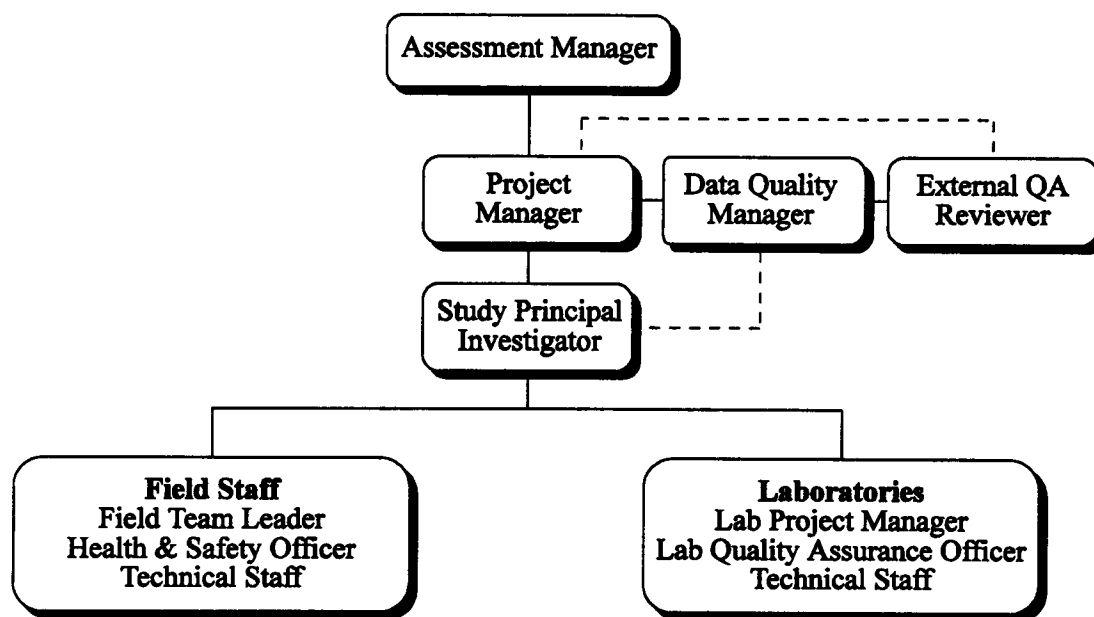 Assessment Manager
Project
Manager
Data Quality
Manager
External QA
Reviewer
Study Principal
Investigator
Field Staff
Field Team Leader
Health & Safety Officer
Technical Staff
Laboratories
Lab Project Manager
Lab Quality Assurance Officer
Technical Staff